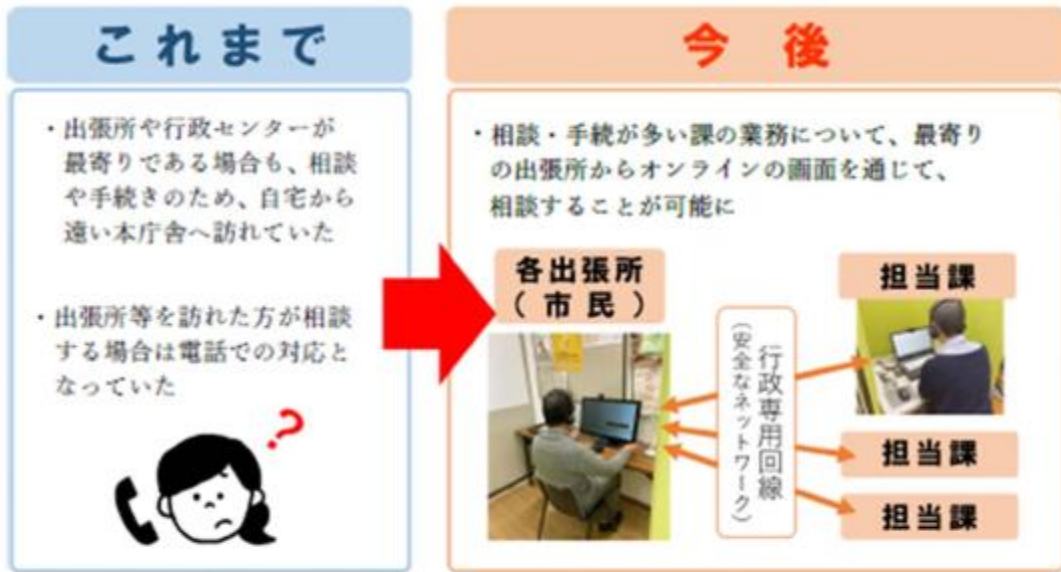 これまで
・出張所や行政センターが
最寄りである場合も、相談
や手続きのため、自宅から
遠い本庁舎へ訪れていた
・出張所等を訪れた方が相談
する場合は電話での対応と
なっていた
?
今後
・相談・手続が多い課の業務について、最寄り
の出張所からオンラインの画面を通じて、
相談することが可能に
各出張所
(市民)
行政専用回線
(安全なネットワーク)
担当課
担当課
担当課